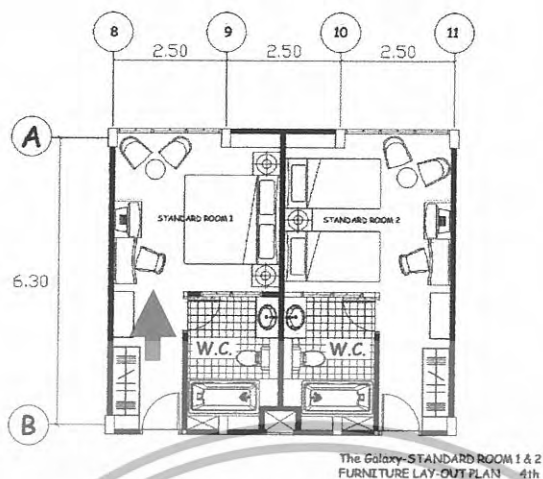 8 9 10 11
2.50 2.50 2.50
A
STANDARD ROOM 1 STANDARD ROOM 2
6.30
W.C. W.C.
B
The Galaxy-STANDARD ROOM 1 & 2
FURNITURE LAY-OUT PLAN 4th